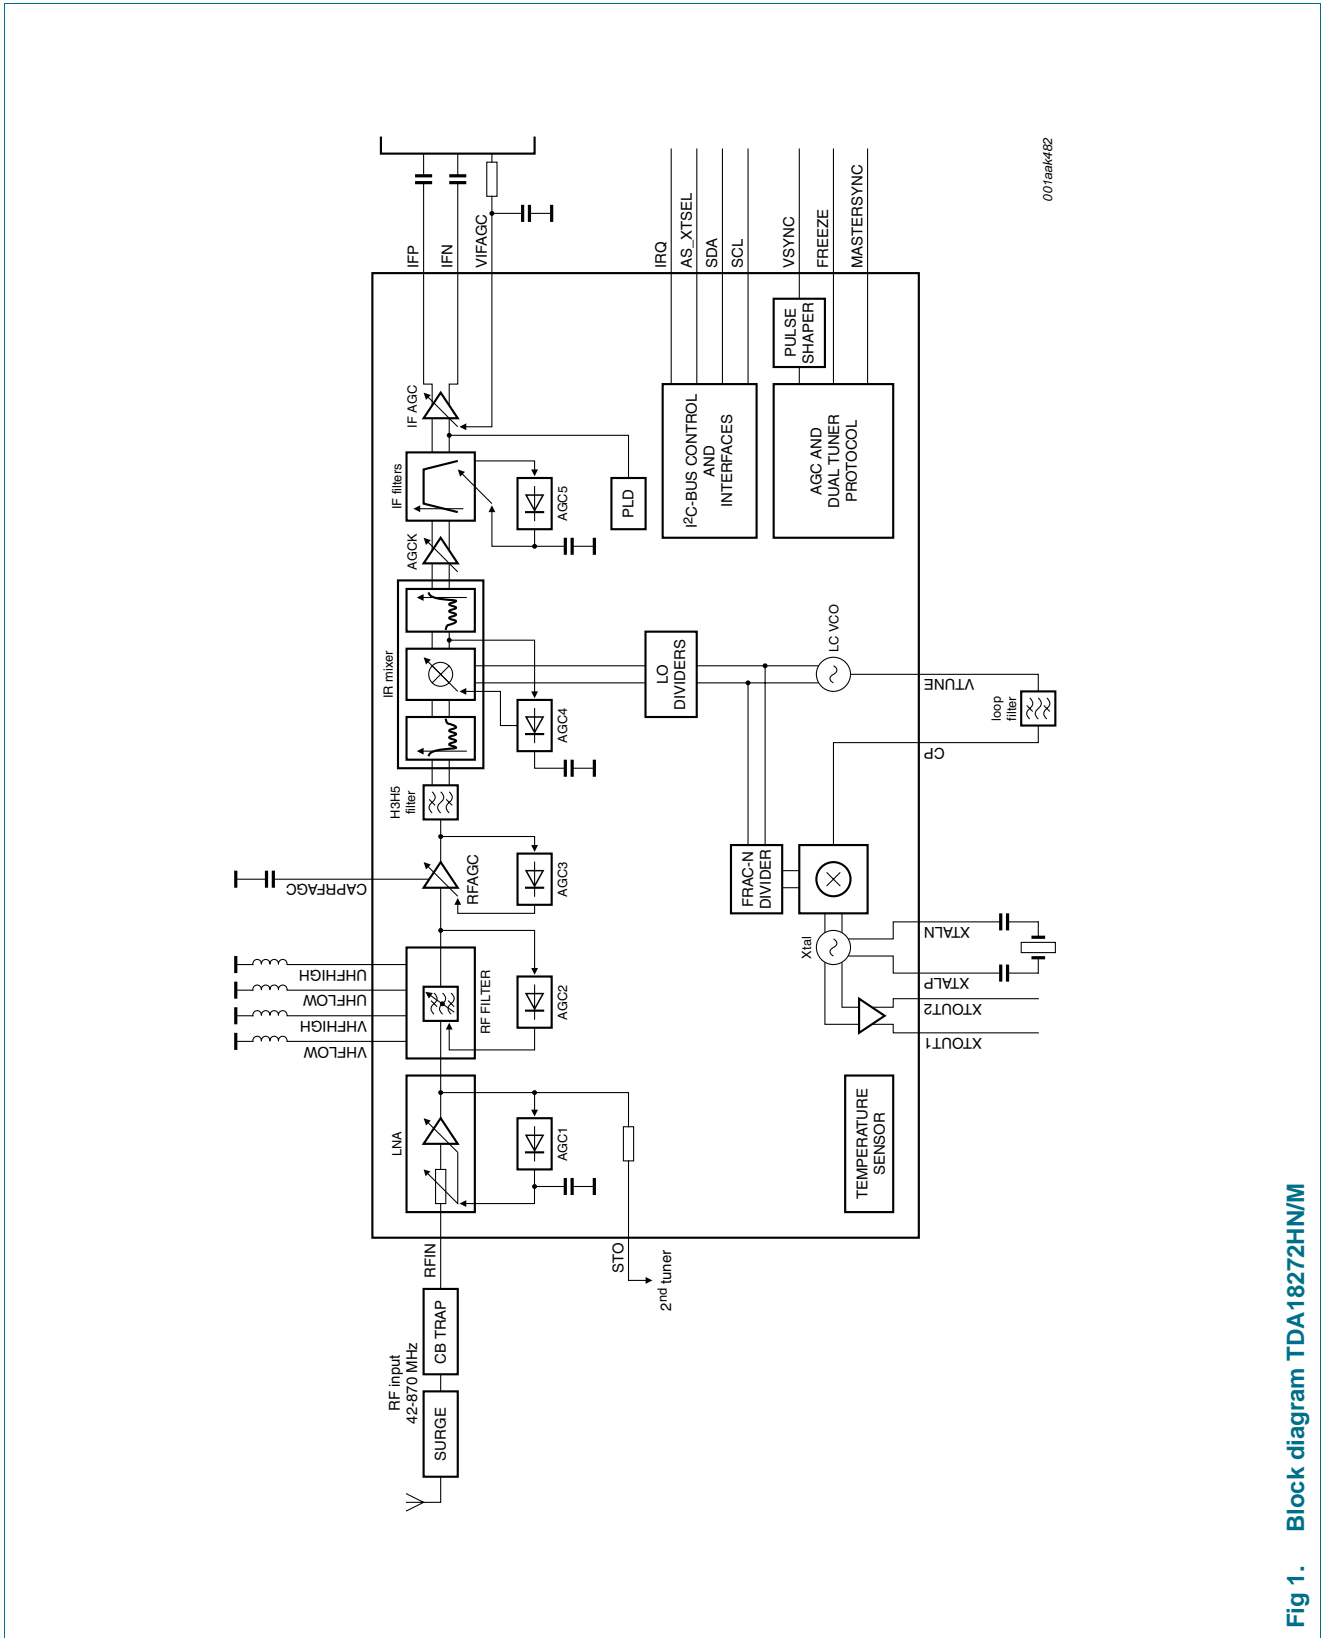 RF input
42-870 MHz
SURGE
CB TRAP
RFIN
LNA
AGC1
STO
2nd tuner
VHFLOW
VHFHIGH
UHFLOW
UHFHIGH
RF FILTER
AGC2
CAPRFAGC
RFAGC
AGC3
H3H5
filter
IR mixer
AGC4
AGCK
IF filters
AGC5
IF AGC
PLD
IFP
IFN
VIFAGC
I2C-BUS CONTROL
AND
INTERFACES
IRQ
AS_XTSEL
SDA
SCL
AGC AND
DUAL TUNER
PROTOCOL
PULSE
SHAPER
VSYNC
FREEZE
MASTERSYNC
LO
DIVIDERS
LC VCO
VTUNE
loop
filter
CP
FRAC-N
DIVIDER
Xtal
XTALN
XTALP
XTOUT2
XTOUT1
TEMPERATURE
SENSOR
001aak482
Fig 1. Block diagram TDA18272HN/M